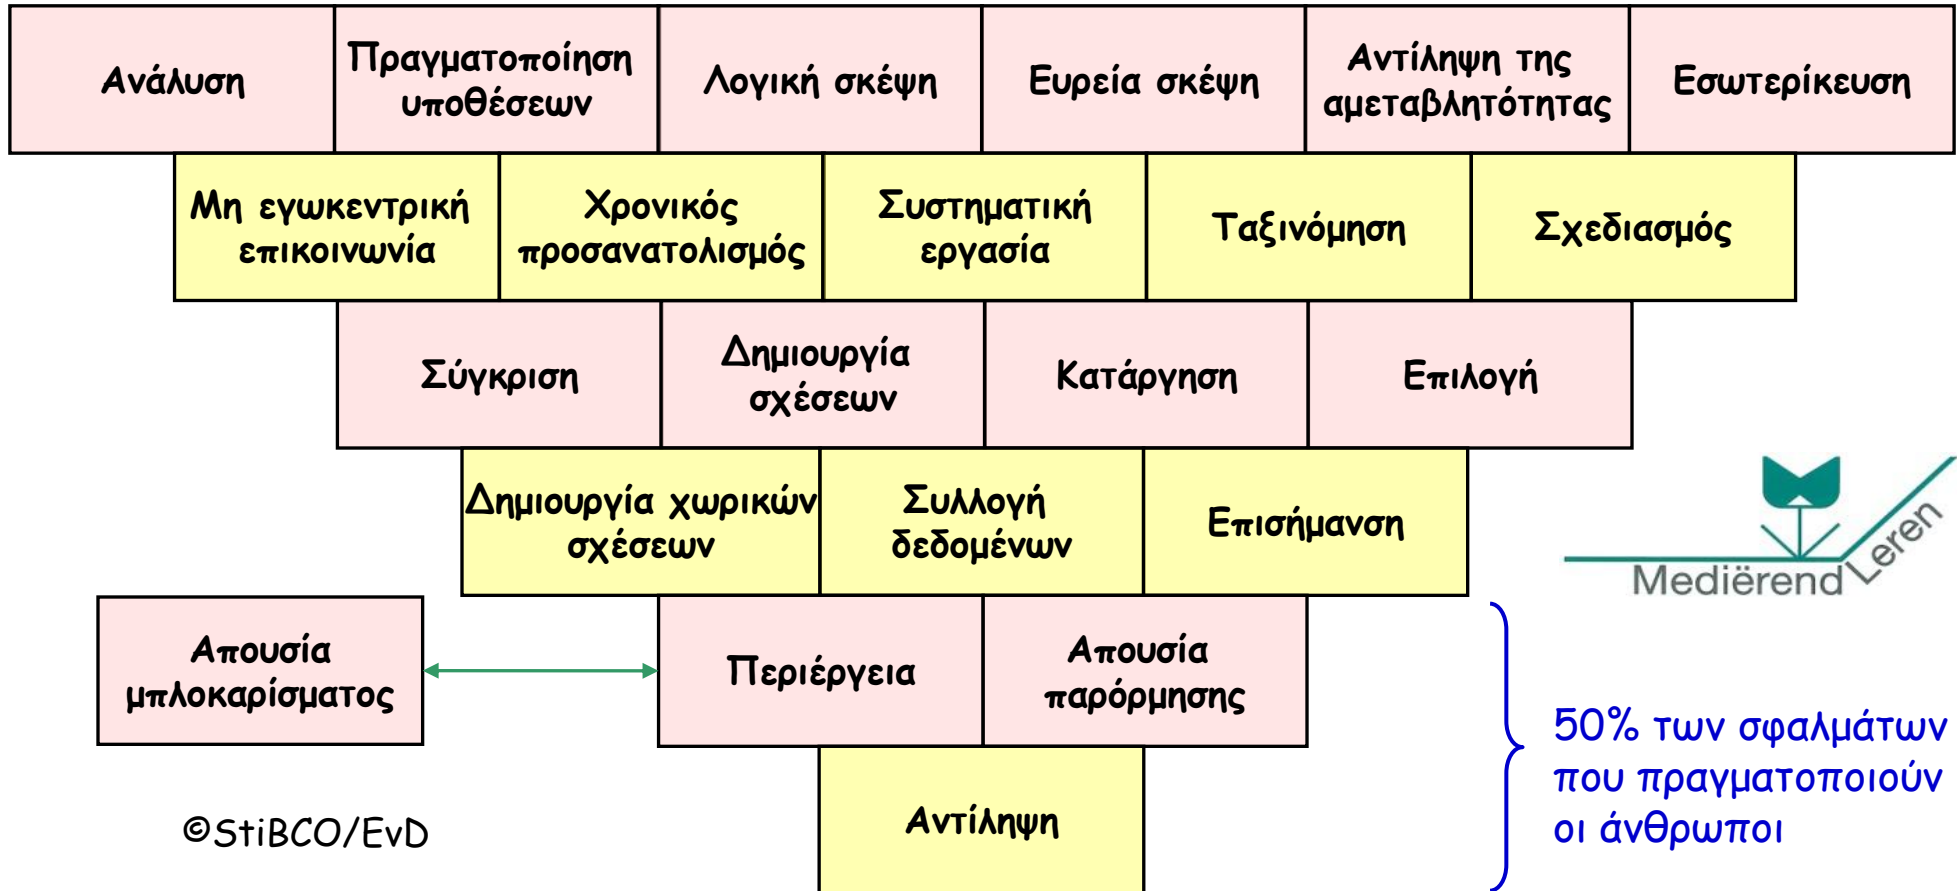 Ανάλυση
Πραγματοποίηση
υποθέσεων
Λογική σκέψη
Ευρεία σκέψη
Αντίληψη της
αμεταβλητότητας
Εσωτερίκευση
Μη εγωκεντρική
επικοινωνία
Χρονικός
προσανατολισμός
Συστηματική
εργασία
Ταξινόμηση
Σχεδιασμός
Σύγκριση
Δημιουργία
σχέσεων
Κατάργηση
Επιλογή
Δημιουργία χωρικών
σχέσεων
Συλλογή
δεδομένων
Επισήμανση
Mediërend Leren
Απουσία
μπλοκαρίσματος
Περιέργεια
Απουσία
παρόρμησης
Αντίληψη
50% των σφαλμάτων
που πραγματοποιούν
οι άνθρωποι
©StiBCO/EvD